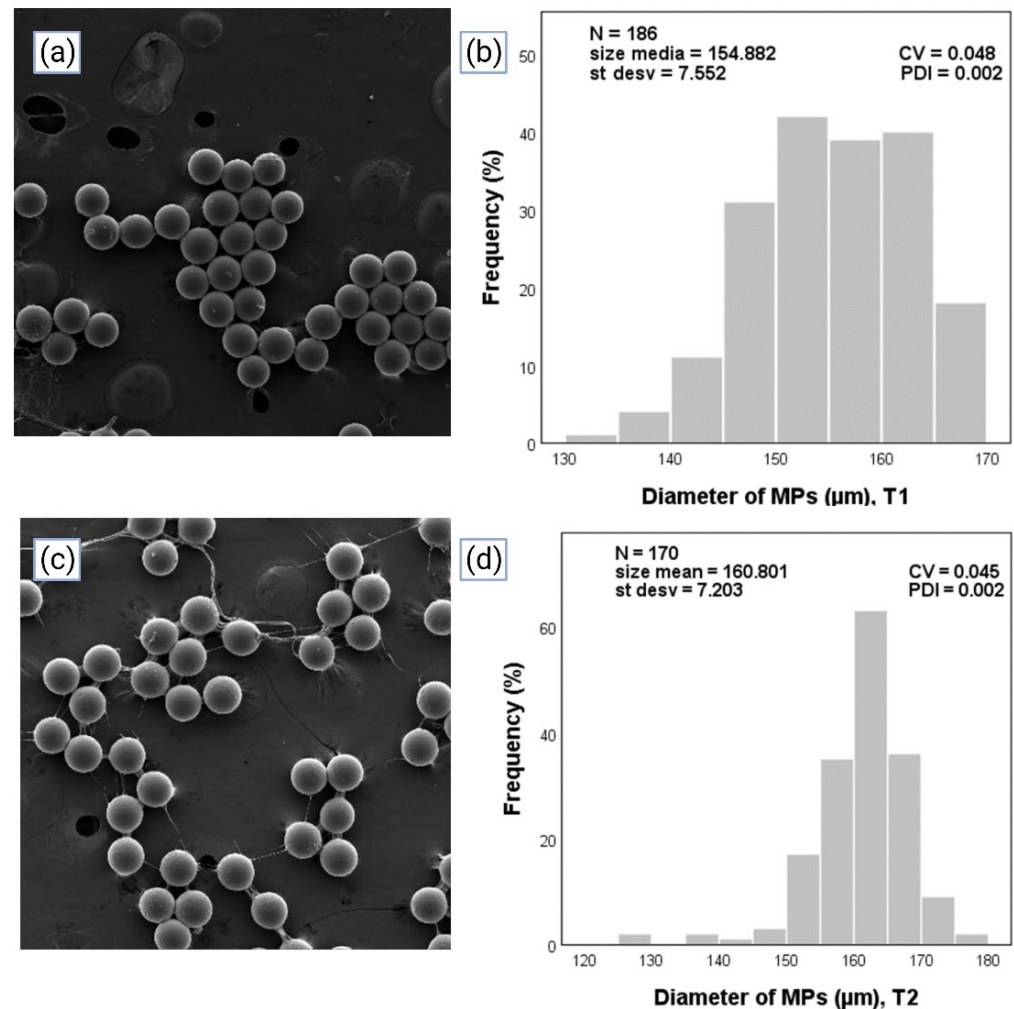 (a)
(b)
N = 186
size media = 154.882
st desv = 7.552
CV = 0.048
PDI = 0.002
Frequency (%)
50
40
30
20
10
0
130 140 150 160 170
Diameter of MPs (µm), T1
(c)
(d)
N = 170
size mean = 160.801
st desv = 7.203
CV = 0.045
PDI = 0.002
Frequency (%)
60
40
20
0
120 130 140 150 160 170 180
Diameter of MPs (µm), T2